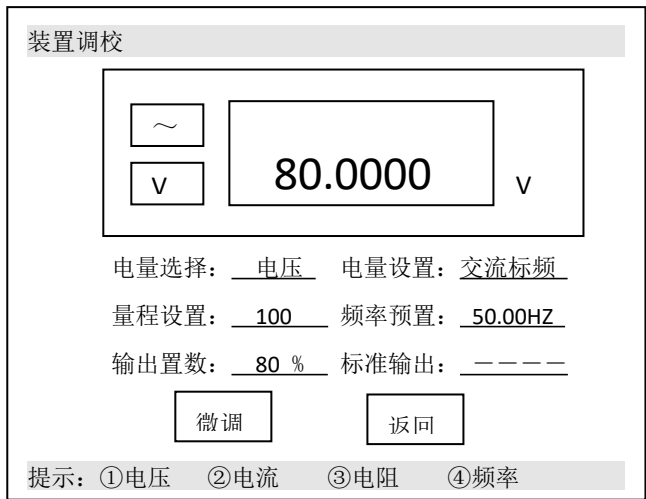 装置调校
～
V
80.0000
V
电量选择： 电压 电量设置：交流标频
量程设置： 100 频率预置： 50.00HZ
输出置数： 80 % 标准输出：————
微调 返回
提示：①电压 ②电流 ③电阻 ④频率